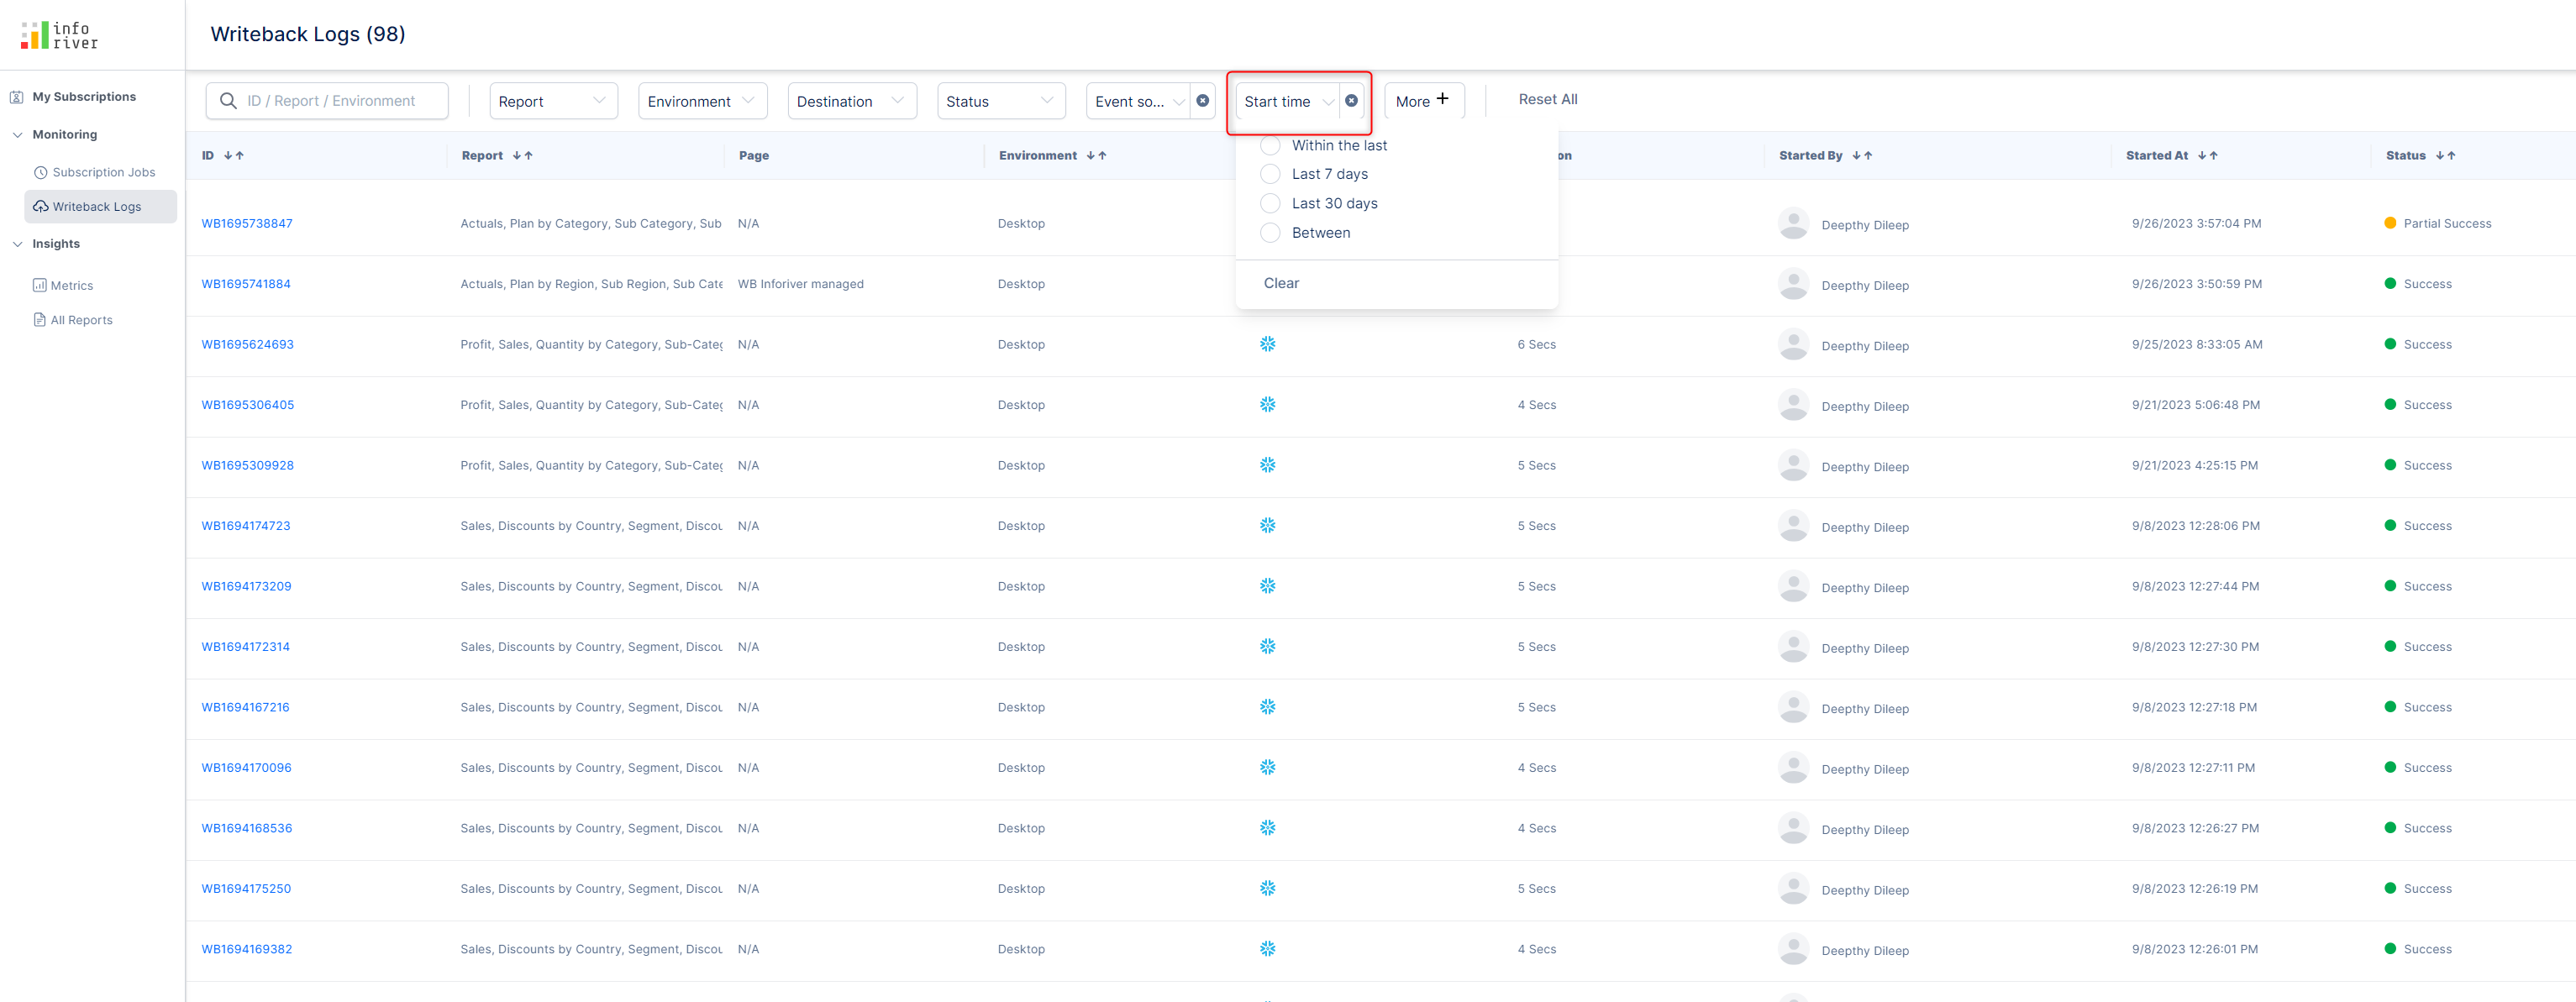 info
river
Writeback Logs (98)
My Subscriptions
Monitoring
Subscription Jobs
Writeback Logs
Insights
Metrics
All Reports
ID / Report / Environment
Report
Environment
Destination
Status
Event so...
Start time
More +
Reset All
Within the last
Last 7 days
Last 30 days
Between
Clear
ID Report Page Environment on Started By Started At Status
WB1695738847 Actuals, Plan by Category, Sub Category, Sub N/A Desktop Deepthy Dileep 9/26/2023 3:57:04 PM Partial Success
WB1695741884 Actuals, Plan by Region, Sub Region, Sub Cate WB Inforiver managed Desktop Deepthy Dileep 9/26/2023 3:50:59 PM Success
WB1695624693 Profit, Sales, Quantity by Category, Sub-Categ N/A Desktop 6 Secs Deepthy Dileep 9/25/2023 8:33:05 AM Success
WB1695306405 Profit, Sales, Quantity by Category, Sub-Categ N/A Desktop 4 Secs Deepthy Dileep 9/21/2023 5:06:48 PM Success
WB1695309928 Profit, Sales, Quantity by Category, Sub-Categ N/A Desktop 5 Secs Deepthy Dileep 9/21/2023 4:25:15 PM Success
WB1694174723 Sales, Discounts by Country, Segment, Discou N/A Desktop 5 Secs Deepthy Dileep 9/8/2023 12:28:06 PM Success
WB1694173209 Sales, Discounts by Country, Segment, Discou N/A Desktop 5 Secs Deepthy Dileep 9/8/2023 12:27:44 PM Success
WB1694172314 Sales, Discounts by Country, Segment, Discou N/A Desktop 5 Secs Deepthy Dileep 9/8/2023 12:27:30 PM Success
WB1694167216 Sales, Discounts by Country, Segment, Discou N/A Desktop 5 Secs Deepthy Dileep 9/8/2023 12:27:18 PM Success
WB1694170096 Sales, Discounts by Country, Segment, Discou N/A Desktop 4 Secs Deepthy Dileep 9/8/2023 12:27:11 PM Success
WB1694168536 Sales, Discounts by Country, Segment, Discou N/A Desktop 4 Secs Deepthy Dileep 9/8/2023 12:26:27 PM Success
WB1694175250 Sales, Discounts by Country, Segment, Discou N/A Desktop 5 Secs Deepthy Dileep 9/8/2023 12:26:19 PM Success
WB1694169382 Sales, Discounts by Country, Segment, Discou N/A Desktop 4 Secs Deepthy Dileep 9/8/2023 12:26:01 PM Success